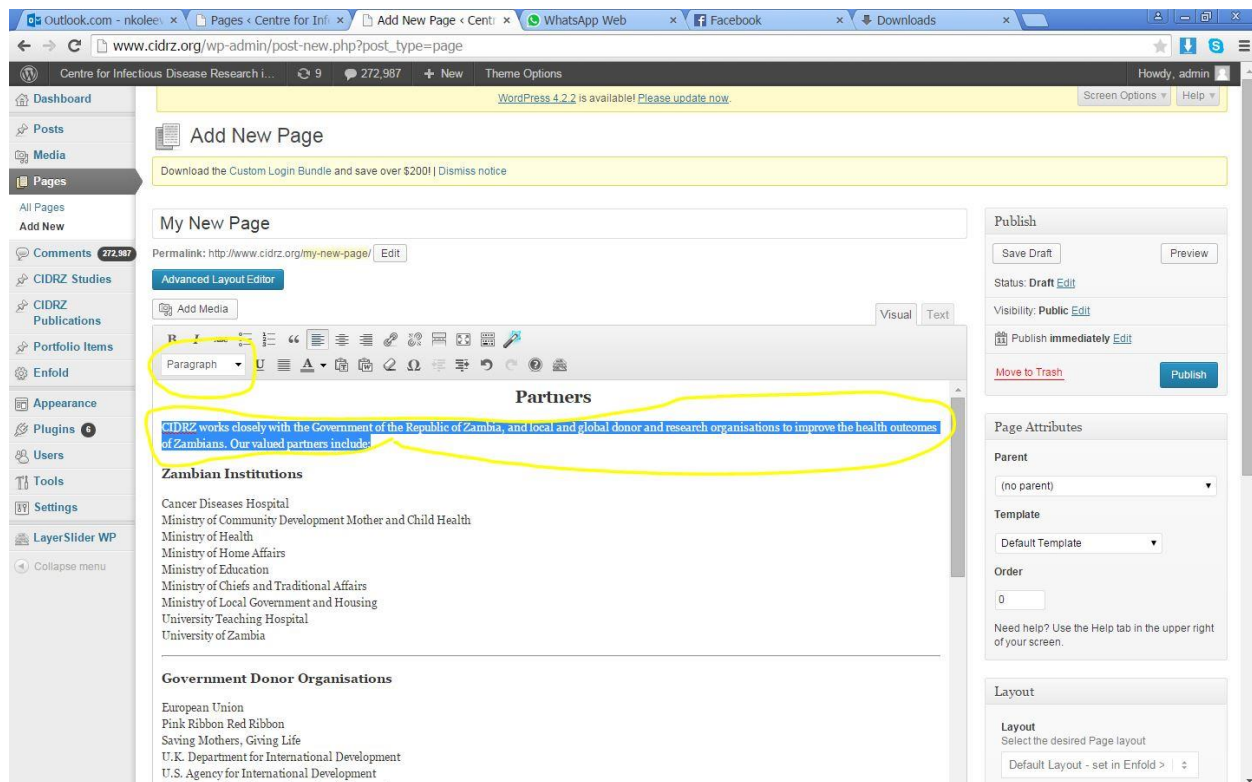 Outlook.com - nkolee
Pages < Centre for Inf
Add New Page < Centr
WhatsApp Web
Facebook
Downloads
www.cidrz.org/wp-admin/post-new.php?post_type=page
Centre for Infectious Disease Research i...
9
272,987
+ New
Theme Options
Howdy, admin
Dashboard
Posts
Media
Pages
All Pages
Add New
Comments 272,987
CIDRZ Studies
CIDRZ
Publications
Portfolio Items
Enfold
Appearance
Plugins 6
Users
Tools
Settings
LayerSlider WP
Collapse menu
WordPress 4.2.2 is available! Please update now.
Screen Options
Help
Add New Page
Download the Custom Login Bundle and save over $200! | Dismiss notice
My New Page
Permalink: http://www.cidrz.org/my-new-page/ Edit
Advanced Layout Editor
Add Media
Visual
Text
B I
Paragraph
U
A
Ω
Partners
CIDRZ works closely with the Government of the Republic of Zambia, and local and global donor and research organisations to improve the health outcomes
of Zambians. Our valued partners include:
Zambian Institutions
Cancer Diseases Hospital
Ministry of Community Development Mother and Child Health
Ministry of Health
Ministry of Home Affairs
Ministry of Education
Ministry of Chiefs and Traditional Affairs
Ministry of Local Government and Housing
University Teaching Hospital
University of Zambia
Government Donor Organisations
European Union
Pink Ribbon Red Ribbon
Saving Mothers, Giving Life
U.K. Department for International Development
U.S. Agency for International Development
Publish
Save Draft
Preview
Status: Draft Edit
Visibility: Public Edit
Publish immediately Edit
Move to Trash
Publish
Page Attributes
Parent
(no parent)
Template
Default Template
Order
0
Need help? Use the Help tab in the upper right
of your screen.
Layout
Layout
Select the desired Page layout
Default Layout - set in Enfold >